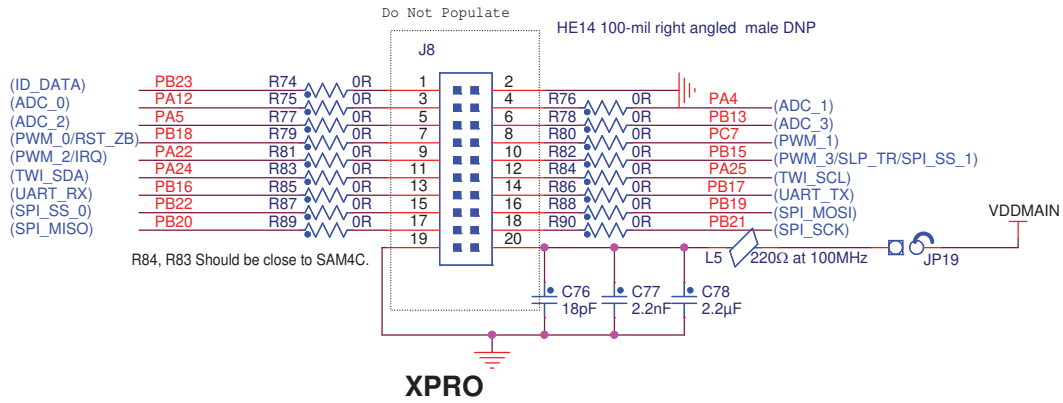 Do Not Populate
HE14 100-mil right angled male DNP
J8
(ID_DATA) PB23 R74 0R 1 2
(ADC_0) PA12 R75 0R 3 4 R76 0R PA4 (ADC_1)
(ADC_2) PA5 R77 0R 5 6 R78 0R PB13 (ADC_3)
(PWM_0/RST_ZB) PB18 R79 0R 7 8 R80 0R PC7 (PWM_1)
(PWM_2/IRQ) PA22 R81 0R 9 10 R82 0R PB15 (PWM_3/SLP_TR/SPI_SS_1)
(TWI_SDA) PA24 R83 0R 11 12 R84 0R PA25 (TWI_SCL)
(UART_RX) PB16 R85 0R 13 14 R86 0R PB17 (UART_TX)
(SPI_SS_0) PB22 R87 0R 15 16 R88 0R PB19 (SPI_MOSI)
(SPI_MISO) PB20 R89 0R 17 18 R90 0R PB21 (SPI_SCK)
19 20
VDDMAIN
R84, R83 Should be close to SAM4C.
L5 220Ω at 100MHz JP19
C76 C77 C78
18pF 2.2nF 2.2µF
XPRO